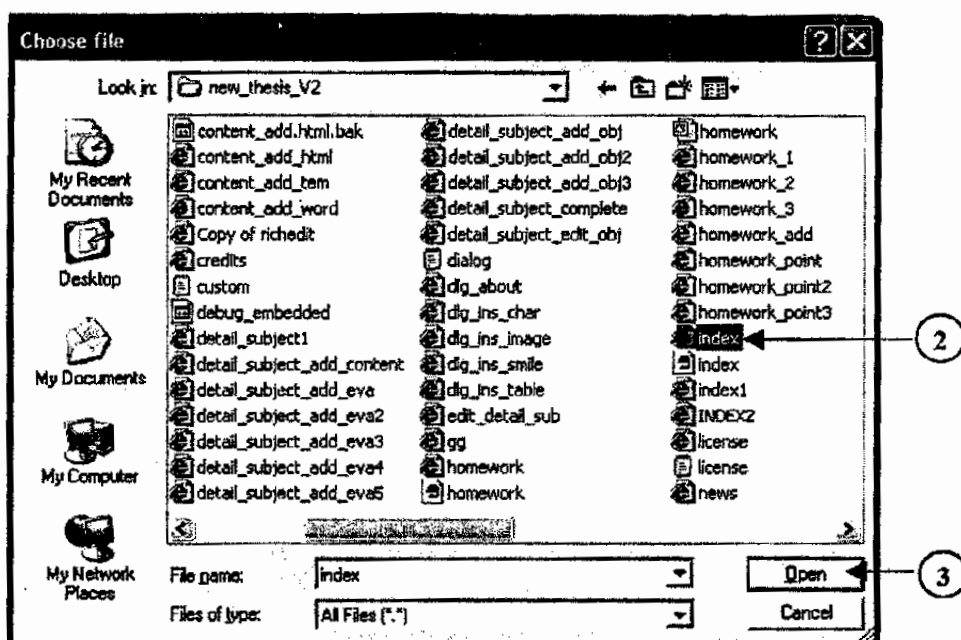 Choose file
Look in: new_thesis_V2
My Recent
Documents
Desktop
My Documents
My Computer
My Network
Places
content_add.html.bak
content_add_html
content_add_tem
content_add_word
Copy of richedit
credits
custom
debug_embedded
detail_subject1
detail_subject_add_content
detail_subject_add_eva
detail_subject_add_eva2
detail_subject_add_eva3
detail_subject_add_eva4
detail_subject_add_eva5
detail_subject_add_obj
detail_subject_add_obj2
detail_subject_add_obj3
detail_subject_complete
detail_subject_edit_obj
dialog
dlg_about
dlg_ins_char
dlg_ins_image
dlg_ins_smile
dlg_ins_table
edit_detail_sub
gg
homework
homework
homework
homework_1
homework_2
homework_3
homework_add
homework_point
homework_point2
homework_point3
index
index
index1
INDEX2
license
license
news
2
File name: index
Open
3
Files of type: All Files (*.*)
Cancel